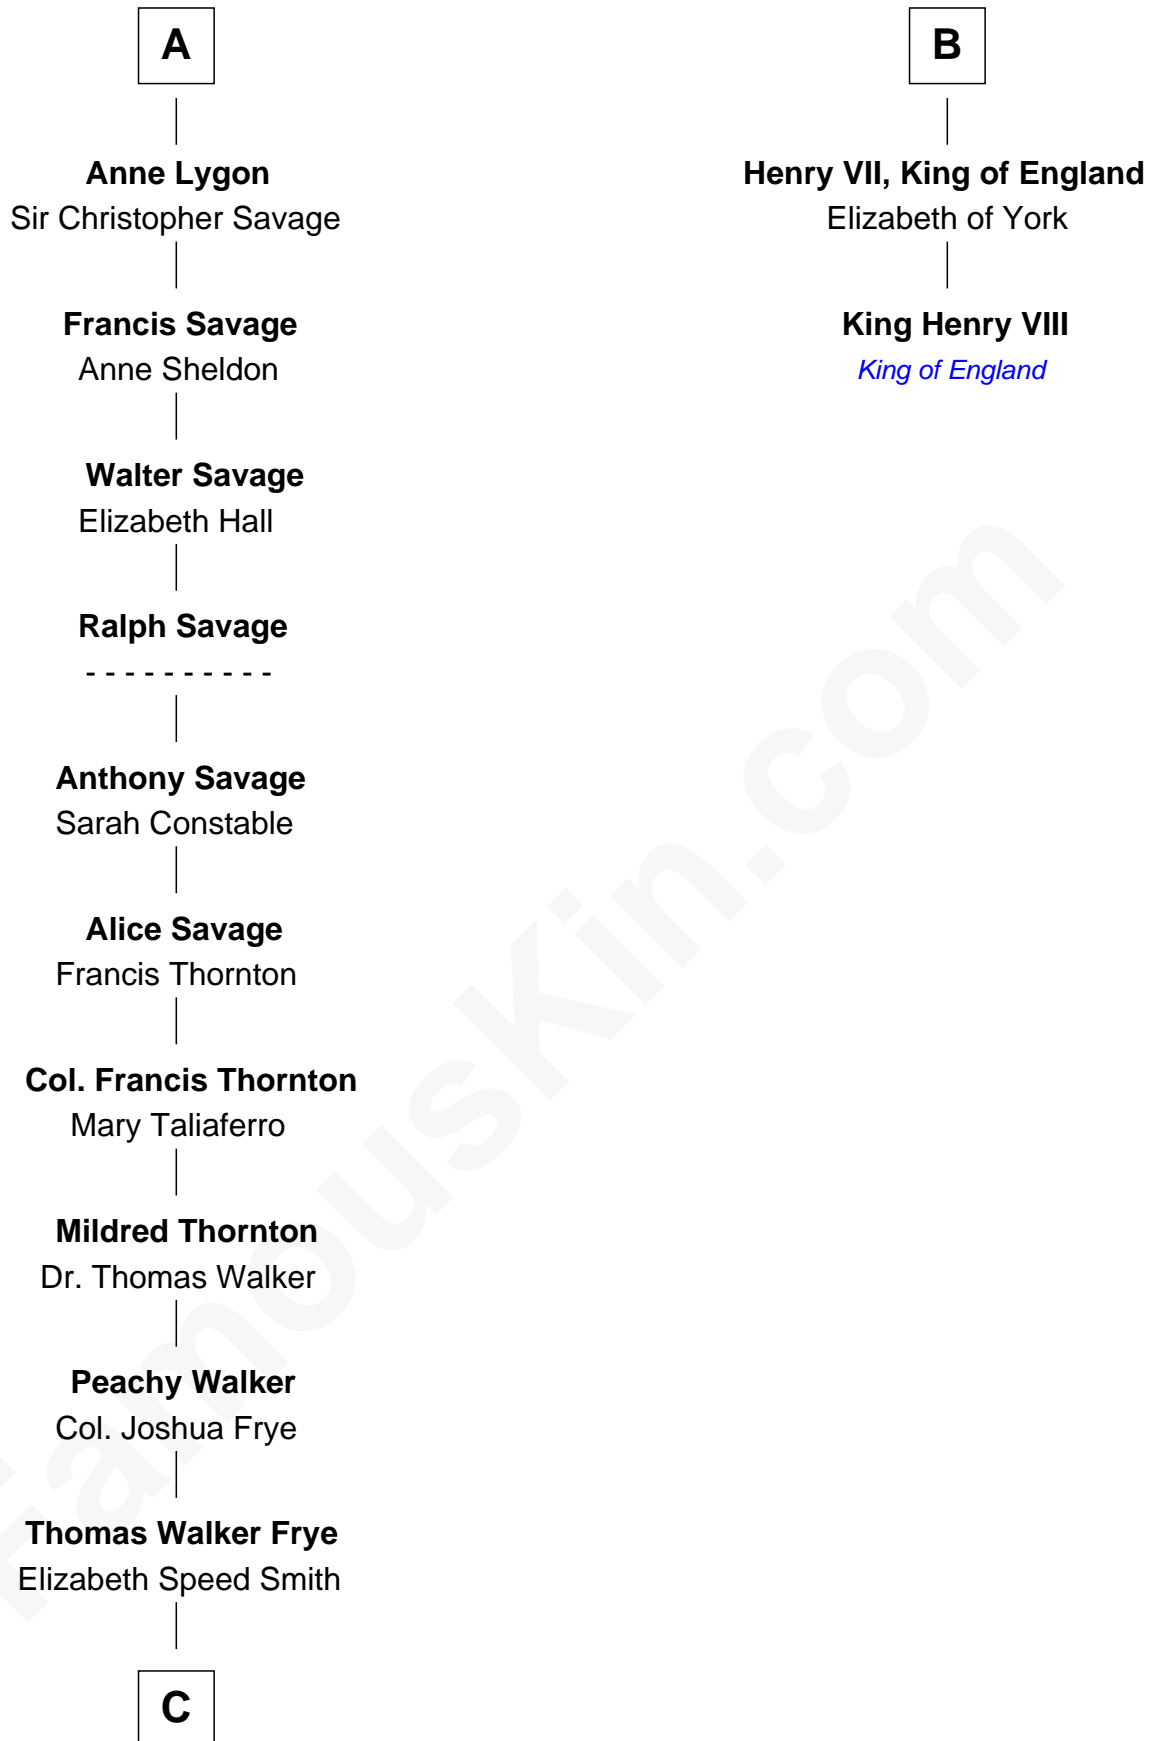 A
Anne Lygon
Sir Christopher Savage
Francis Savage
Anne Sheldon
Walter Savage
Elizabeth Hall
Ralph Savage
- - - - - - - - - -
Anthony Savage
Sarah Constable
Alice Savage
Francis Thornton
Col. Francis Thornton
Mary Taliaferro
Mildred Thornton
Dr. Thomas Walker
Peachy Walker
Col. Joshua Frye
Thomas Walker Frye
Elizabeth Speed Smith
C
B
Henry VII, King of England
Elizabeth of York
King Henry VIII
King of England
FamousKin.com